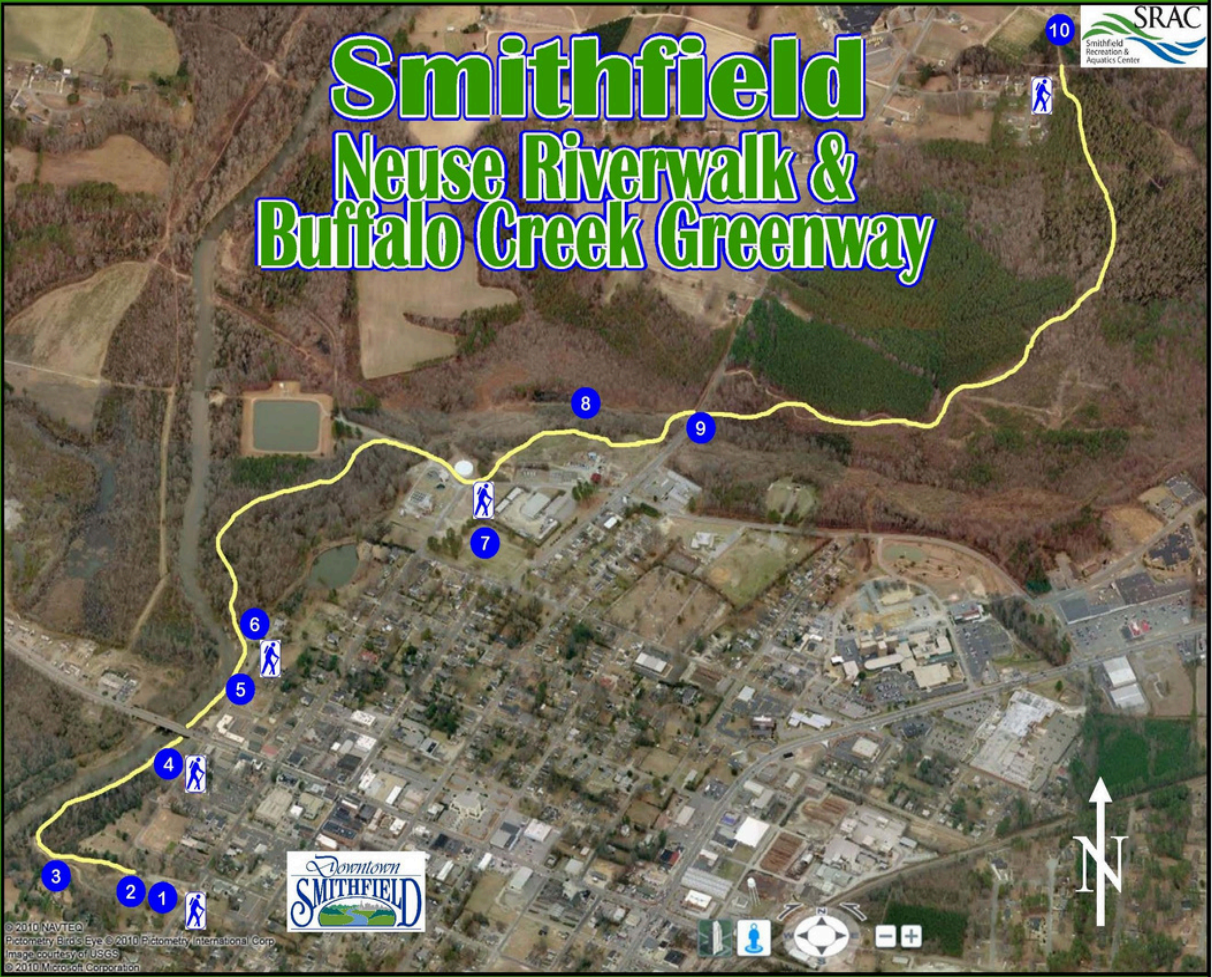 Smithfield
Neuse Riverwalk &
Buffalo Creek Greenway
10
SRAC
Smithfield
Recreation &
Aquatics Center
8
9
7
6
5
4
3
2
1
Downtown
SMITHFIELD
N
N
© 2010 NAVTEQ
Pictometry Bird's Eye © 2010 Pictometry International Corp
Image courtesy of USGS
© 2010 Microsoft Corporation